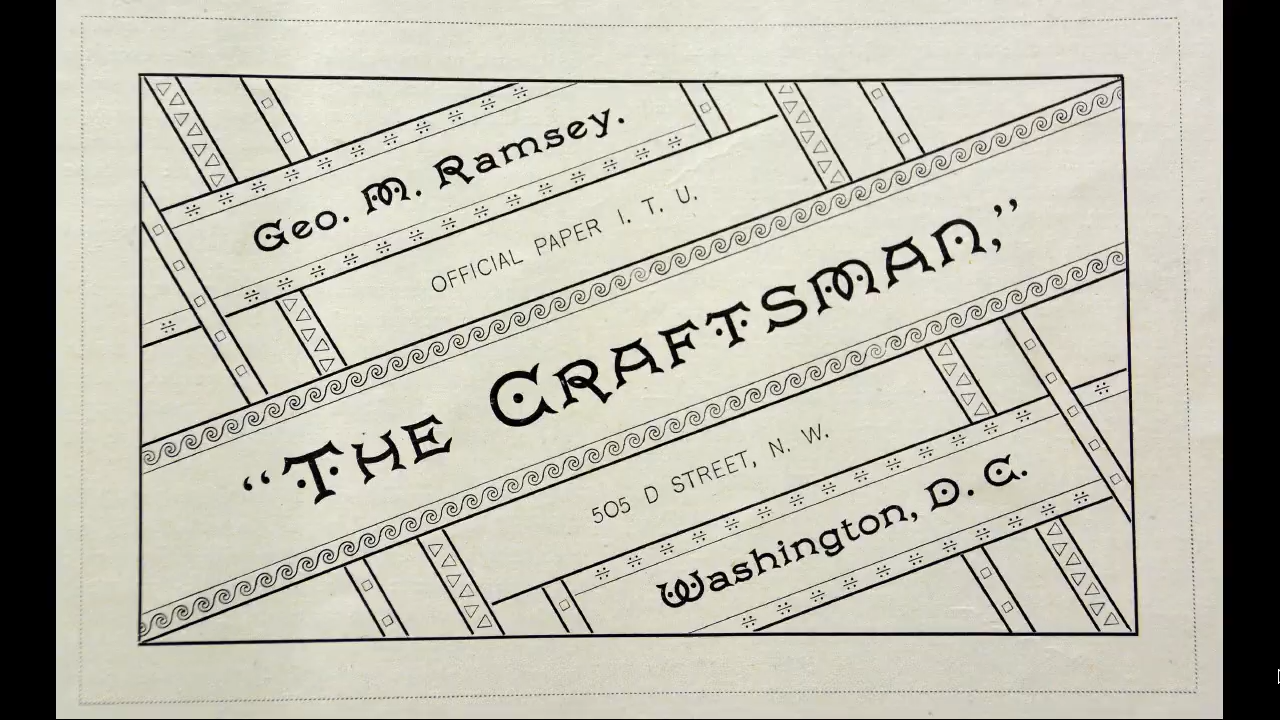 Geo. M. Ramsey.
OFFICIAL PAPER I. T. U.
“THE CRAFTSMAN,”
505 D STREET, N. W.
Washington, D. C.